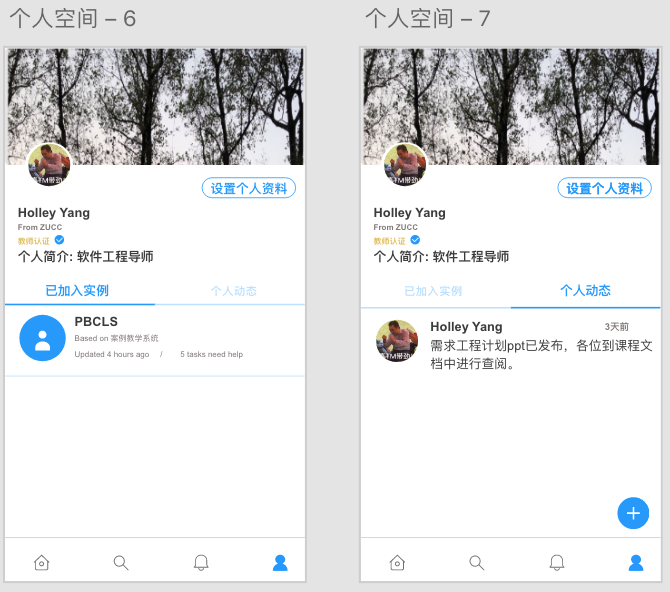 个人空间 – 6
设置个人资料
Holley Yang
From ZUCC
教师认证
个人简介: 软件工程导师
已加入实例
个人动态
PBCLS
Based on 案例教学系统
Updated 4 hours ago / 5 tasks need help
个人空间 – 7
设置个人资料
Holley Yang
From ZUCC
教师认证
个人简介: 软件工程导师
已加入实例
个人动态
Holley Yang
3天前
需求工程计划ppt已发布，各位到课程文
档中进行查阅。